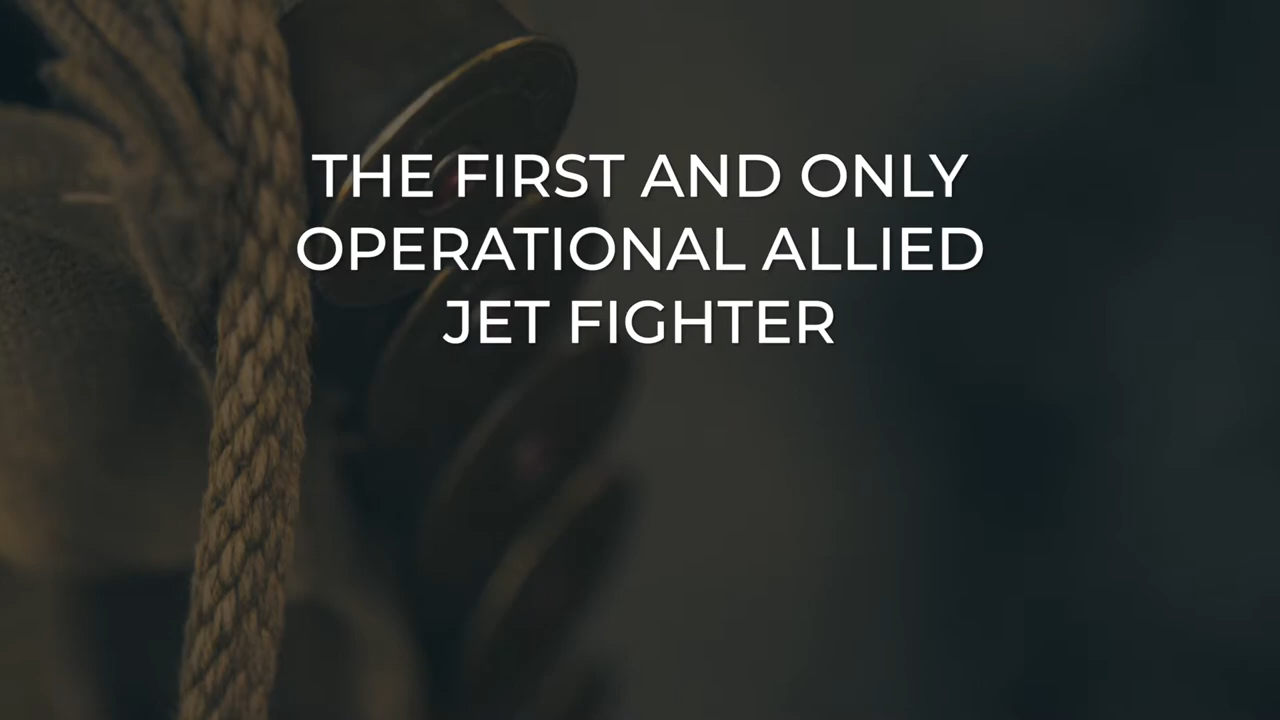 THE FIRST AND ONLY
OPERATIONAL ALLIED
JET FIGHTER